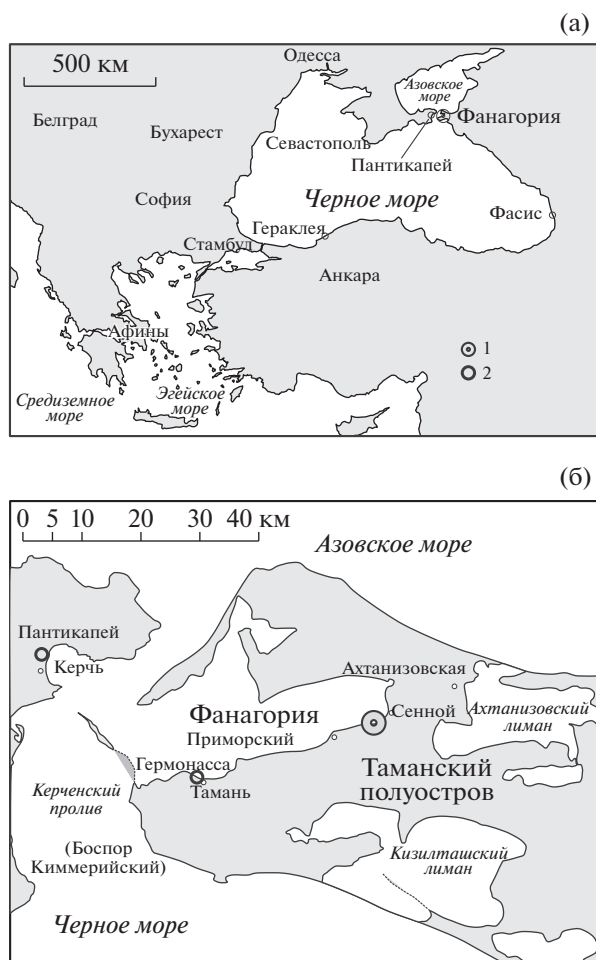 (а)
500 км
Одесса
Азовское
море
Белград
Бухарест
Севастополь
Фанагория
Пантикапей
София
Черное море
Фасис
Гераклея
Стамбул
Анкара
Афины
1
2
Эгейское
море
Средиземное
море
(б)
0 5 10 20 30 40 км
Азовское море
Пантикапей
Керчь
Ахтанизовская
Фанагория
Сенной
Ахтанизовский
лиман
Приморский
Гермонасса
Таманский
полуостров
Тамань
Керченский
пролив
(Боспор
Киммерийский)
Кизилташский
лиман
Черное море